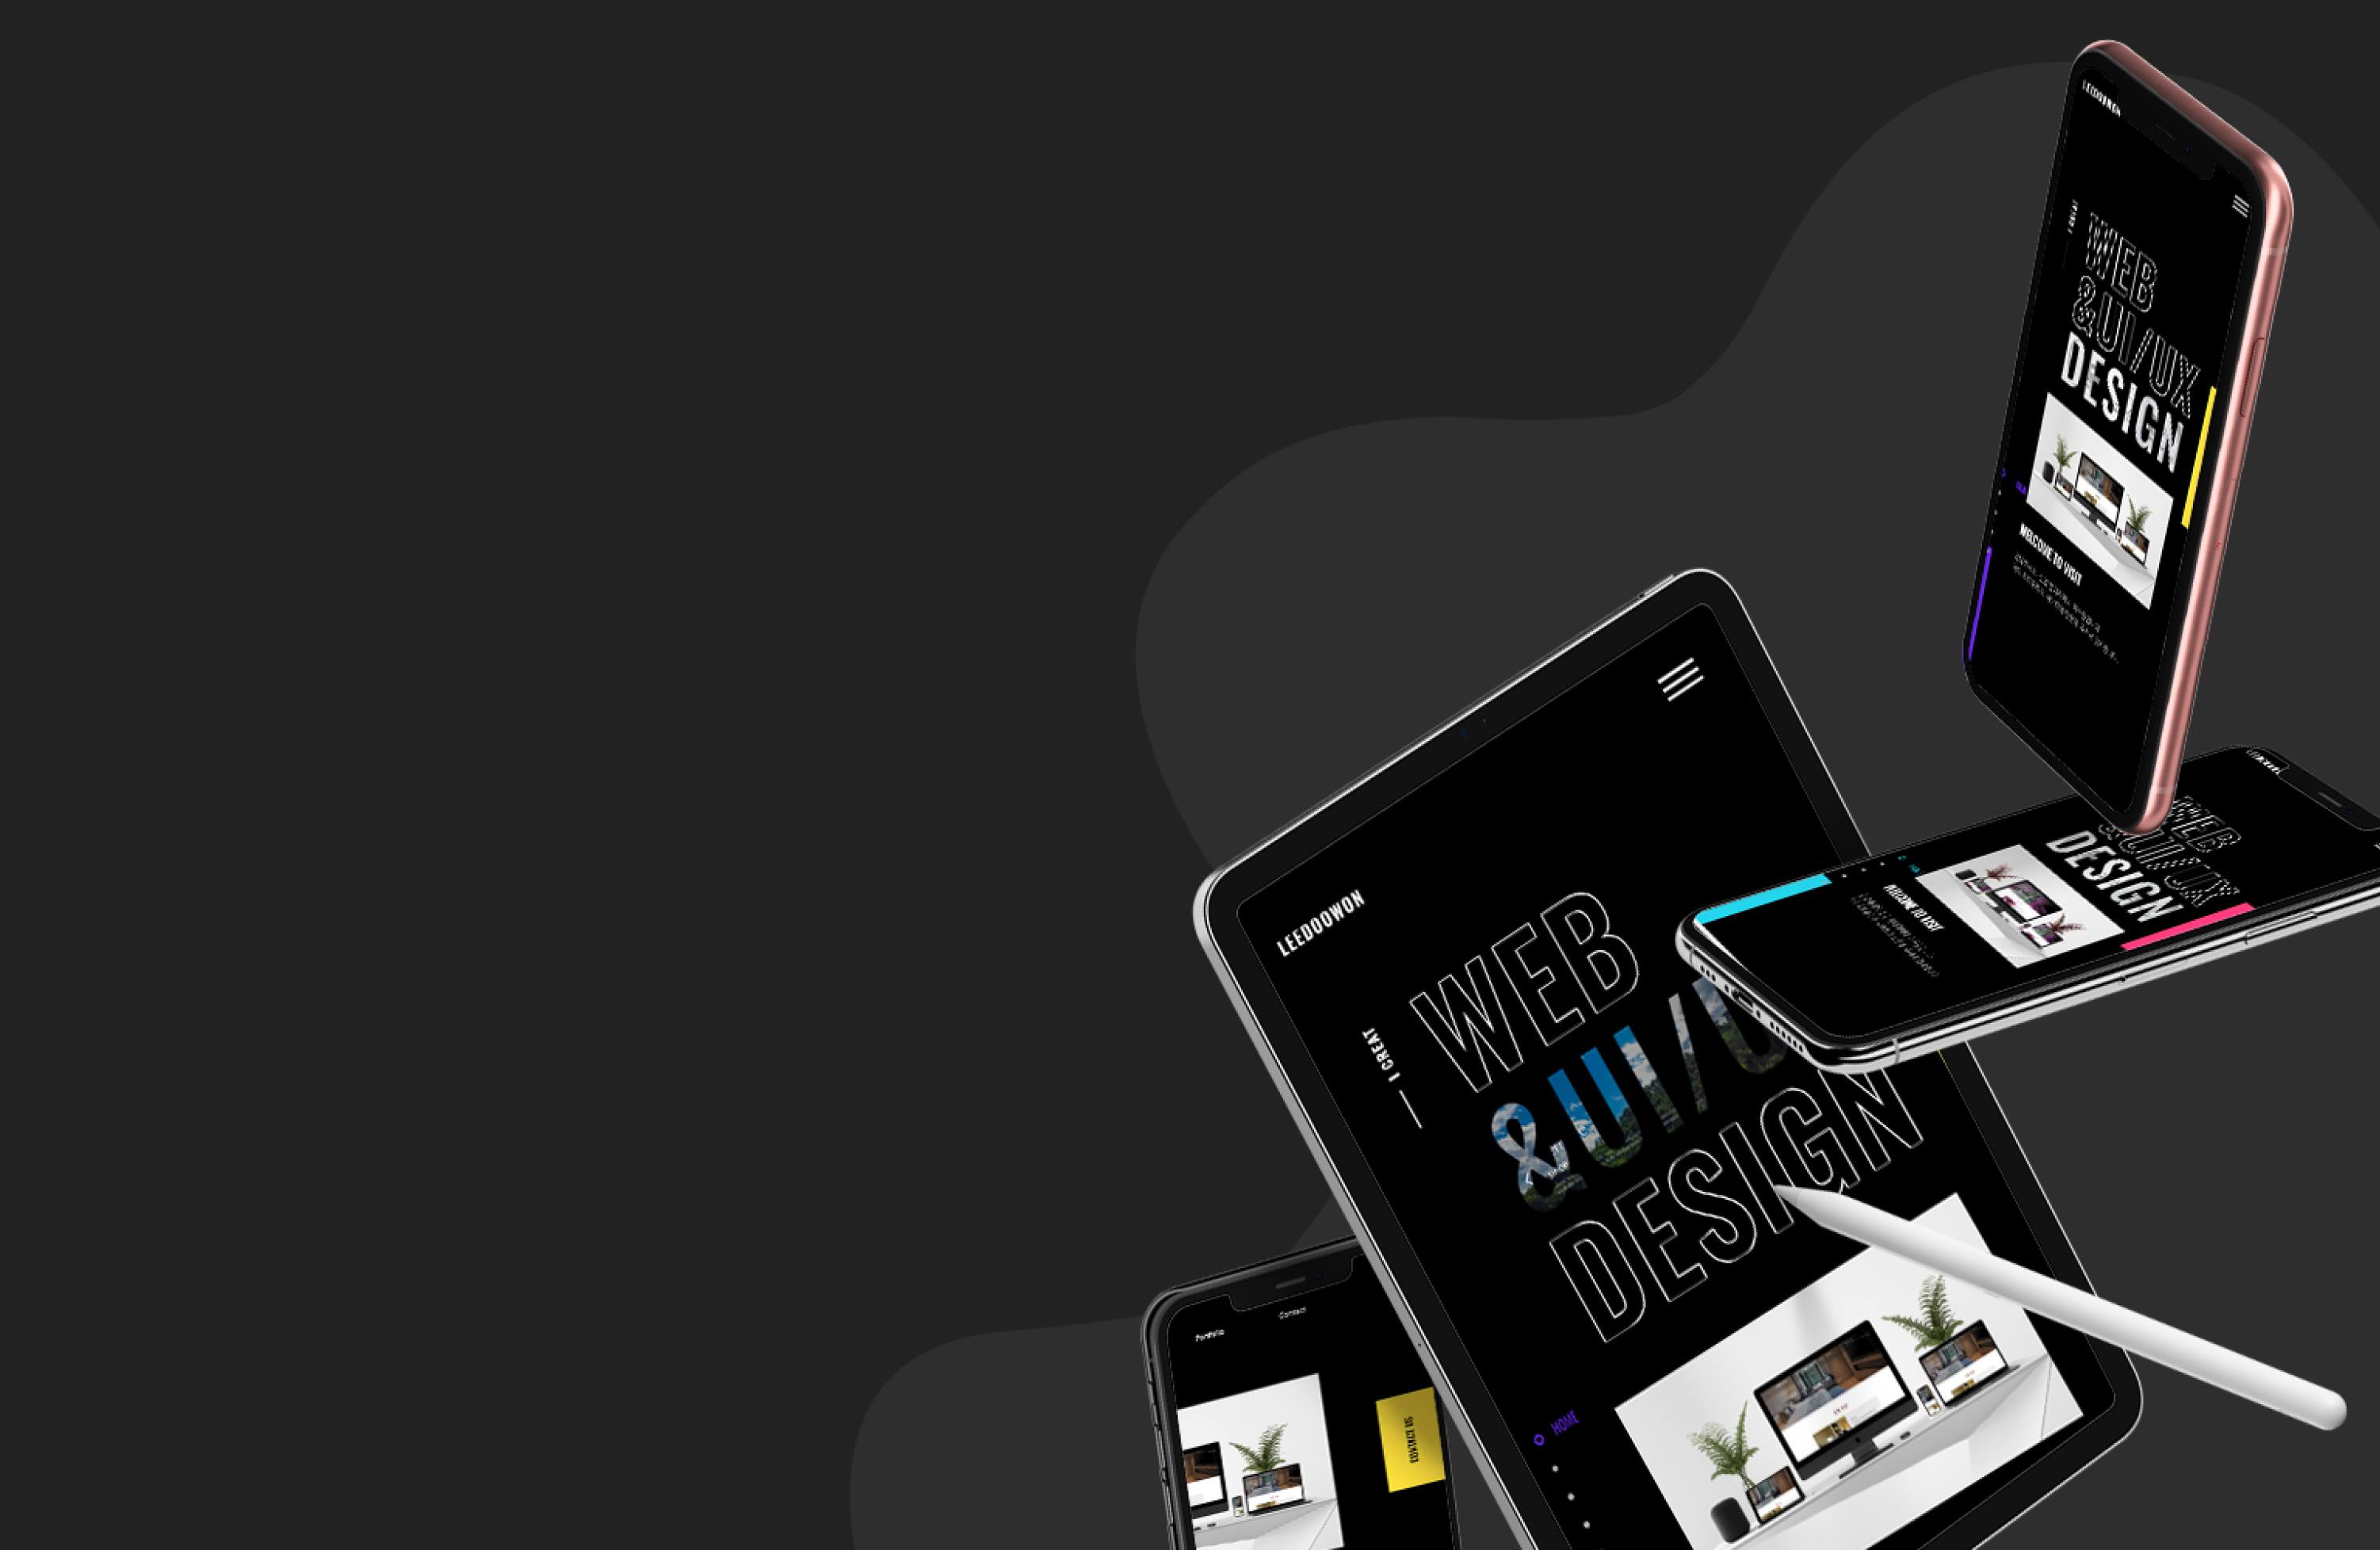 LEEDOOWON
WEB
&UI/UX
DESIGN
WELCOME TO VISIT
WEB
&UI/UX
DESIGN
WELCOME TO VISIT
LEEDOOWON
I CREAT
WEB
&UI/U
DESIGN
HOME
Portfolio
Contact
CONTACT US